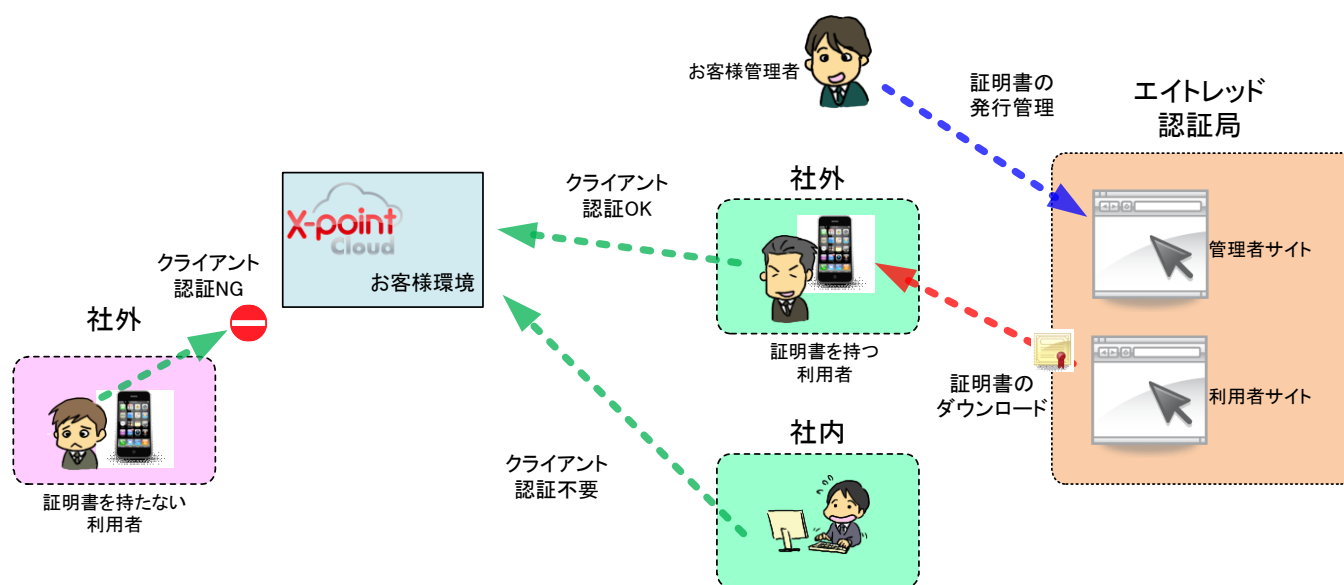 お客様管理者
証明書の
発行管理
エイトレッド
認証局
クライアント
認証OK
社外
X-point
Cloud
お客様環境
管理者サイト
クライアント
認証NG
社外
証明書を持つ
利用者
証明書の
ダウンロード
利用者サイト
社内
クライアント
認証不要
証明書を持たない
利用者